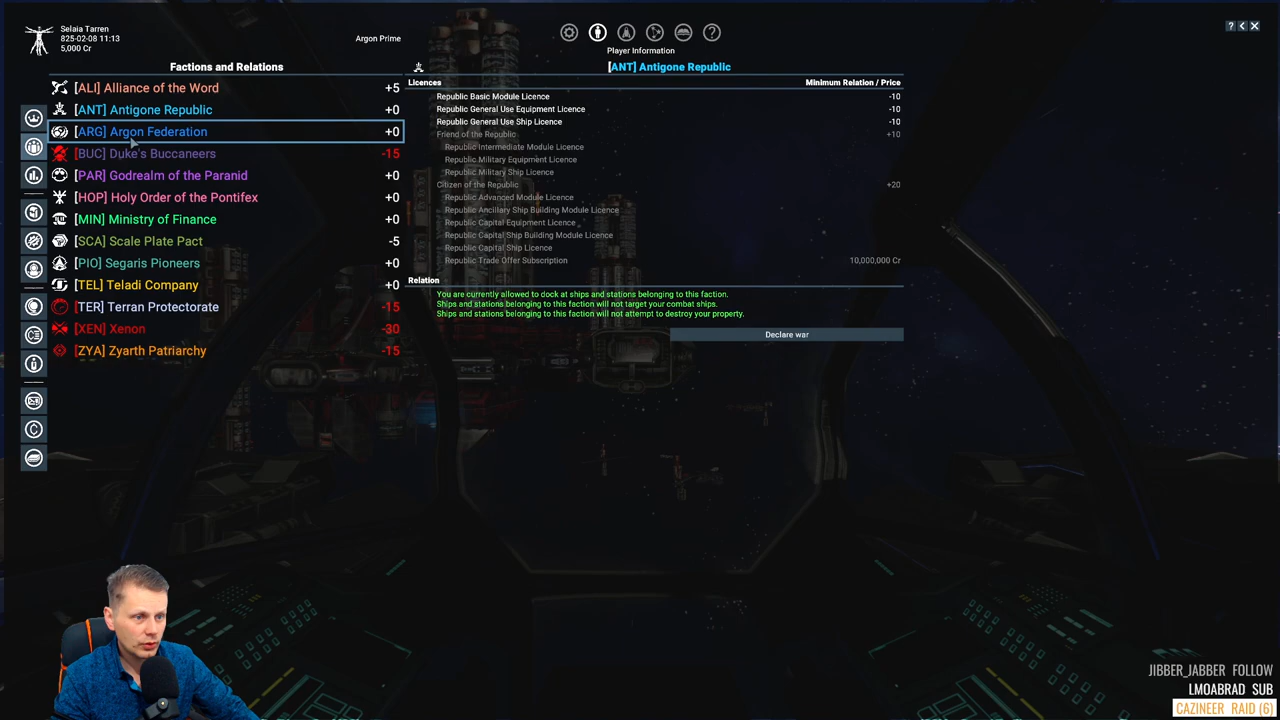 Selaia Tarren
825-02-08 11:13
5,000 Cr
Argon Prime
Player Information
Factions and Relations
[ALI] Alliance of the Word +5
[ANT] Antigone Republic +0
[ARG] Argon Federation +0
[BUC] Duke's Buccaneers -15
[PAR] Godrealm of the Paranid +0
[HOP] Holy Order of the Pontifex +0
[MIN] Ministry of Finance +0
[SCA] Scale Plate Pact -5
[PIO] Segaris Pioneers +0
[TEL] Teladi Company +0
[TER] Terran Protectorate -15
[XEN] Xenon -30
[ZYA] Zyarth Patriarchy -15
[ANT] Antigone Republic
Licences Minimum Relation / Price
Republic Basic Module Licence -10
Republic General Use Equipment Licence -10
Republic General Use Ship Licence -10
Friend of the Republic +10
Republic Intermediate Module Licence
Republic Military Equipment Licence
Republic Military Ship Licence
Citizen of the Republic +20
Republic Advanced Module Licence
Republic Ancillary Ship Building Module Licence
Republic Capital Equipment Licence
Republic Capital Ship Building Module Licence
Republic Capital Ship Licence
Republic Trade Offer Subscription 10,000,000 Cr
Relation
You are currently allowed to dock at ships and stations belonging to this faction.
Ships and stations belonging to this faction will not target your combat ships.
Ships and stations belonging to this faction will not attempt to destroy your property.
Declare war
JIBBER_JABBER FOLLOW
LMOABRAD SUB
CAZINEER RAID (6)